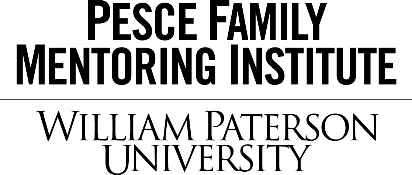 PESCE FAMILY
MENTORING INSTITUTE
WILLIAM PATERSON
UNIVERSITY